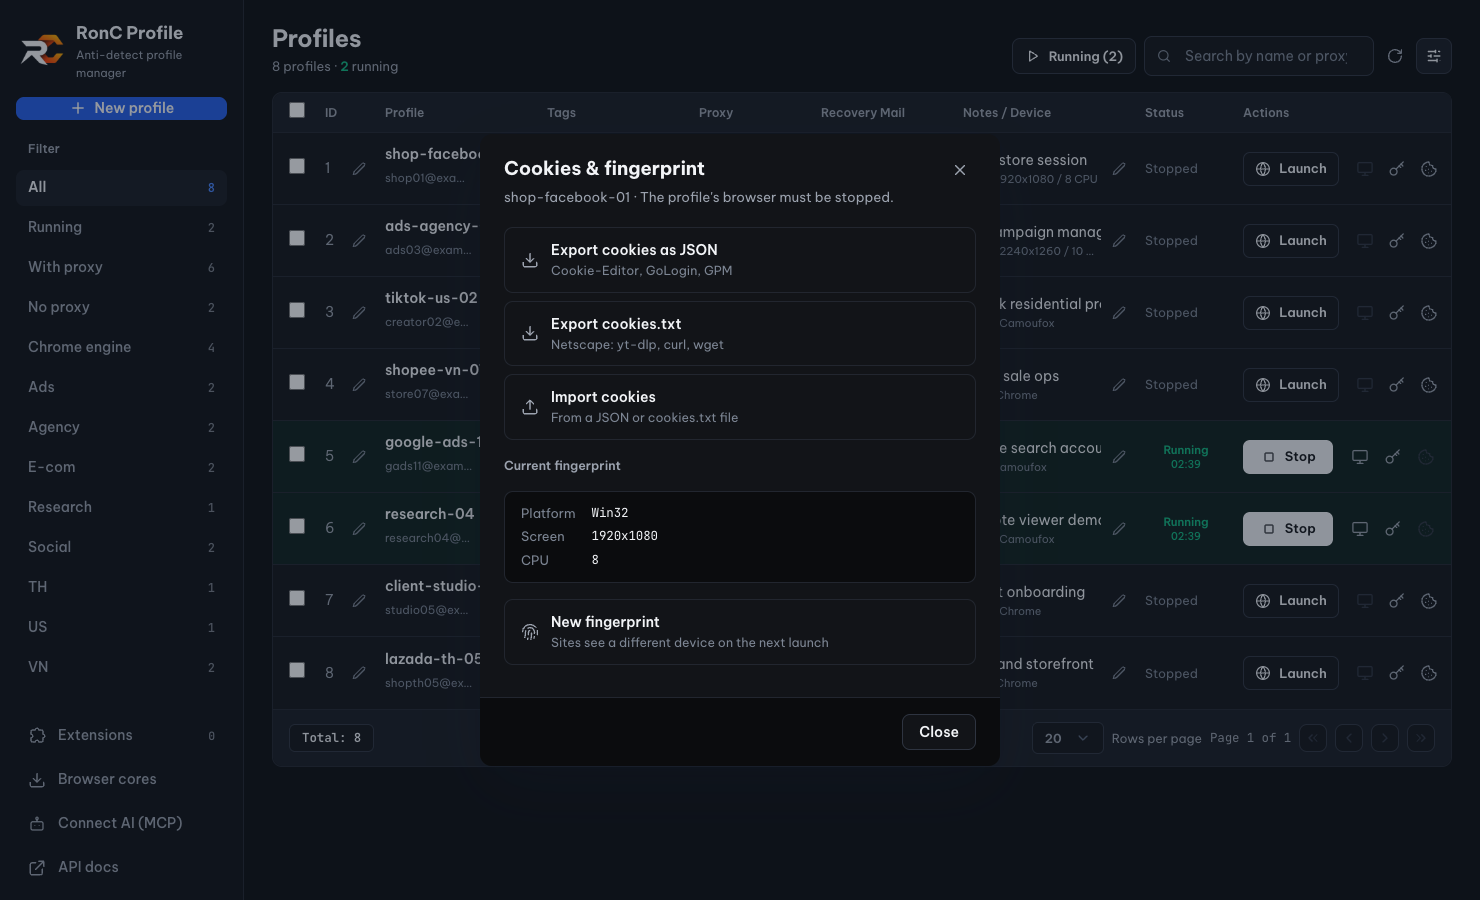 RonC Profile
Anti-detect profile
manager
New profile
Filter
All 8
Running 2
With proxy 6
No proxy 2
Chrome engine 4
Ads 2
Agency 2
E-com 2
Research 1
Social 2
TH 1
US 1
VN 2
Extensions 0
Browser cores
Connect AI (MCP)
API docs
Profiles
8 profiles · 2 running
Running (2)
Search by name or proxy
ID Profile Tags Proxy Recovery Mail Notes / Device Status Actions
1 shop-facebo store session Stopped Launch
shop01@exa... 920x1080 / 8 CPU
2 ads-agency- mpaign manag Stopped Launch
ads03@exam... 2240x1260 / 10 ...
3 tiktok-us-02 k residential pr Stopped Launch
creator02@e... Camoufox
4 shopee-vn-0 sale ops Stopped Launch
store07@exa... Chrome
5 google-ads-1 e search accou Running 02:39 Stop
gads11@exam... amoufox
6 research-04 te viewer demo Running 02:39 Stop
research04@... Camoufox
7 client-studio- t onboarding Stopped Launch
studio05@ex... Chrome
8 lazada-th-05 and storefront Stopped Launch
shopth05@ex... Chrome
Total: 8
20 Rows per page Page 1 of 1
Cookies & fingerprint
shop-facebook-01 · The profile's browser must be stopped.
Export cookies as JSON
Cookie-Editor, GoLogin, GPM
Export cookies.txt
Netscape: yt-dlp, curl, wget
Import cookies
From a JSON or cookies.txt file
Current fingerprint
Platform Win32
Screen 1920x1080
CPU 8
New fingerprint
Sites see a different device on the next launch
Close